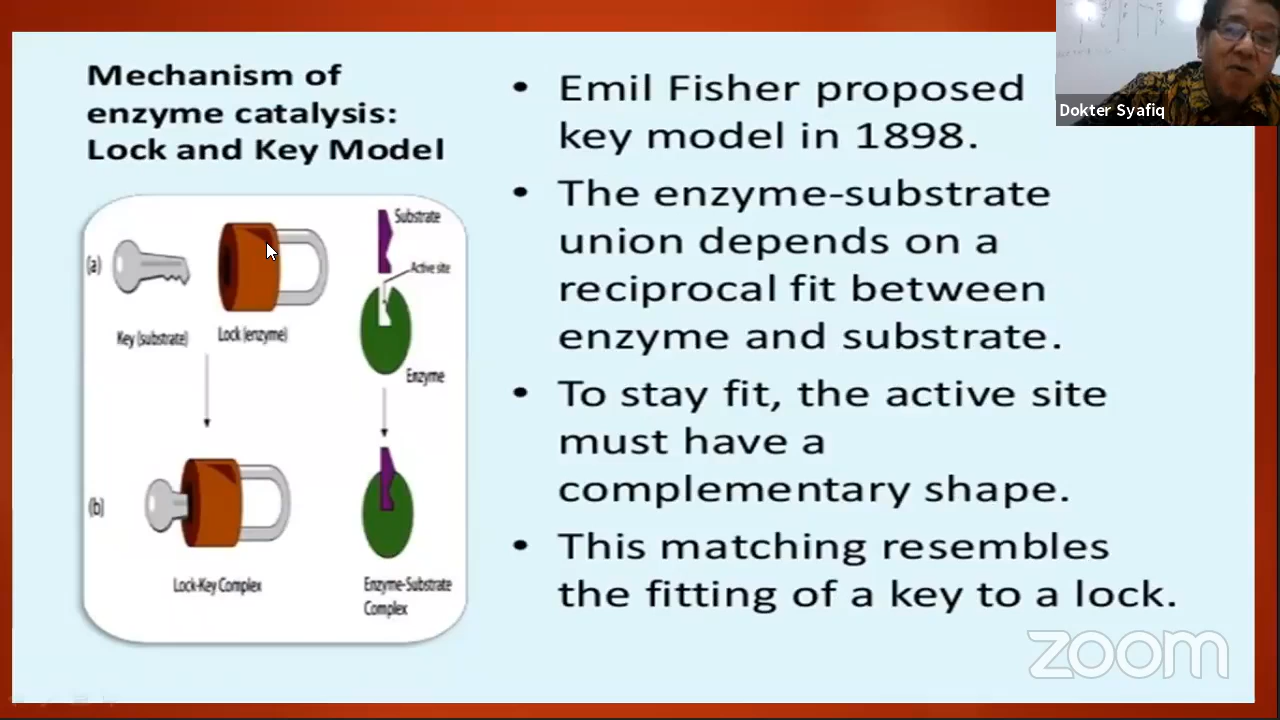 Mechanism of
enzyme catalysis:
Lock and Key Model
(a)
Key (substrate)
Lock (enzyme)
Substrate
Active site
Enzyme
(b)
Lock-Key Complex
Enzyme-Substrate
Complex
• Emil Fisher proposed
key model in 1898.
• The enzyme-substrate
union depends on a
reciprocal fit between
enzyme and substrate.
• To stay fit, the active site
must have a
complementary shape.
• This matching resembles
the fitting of a key to a lock.
Dokter Syafiq
zoom